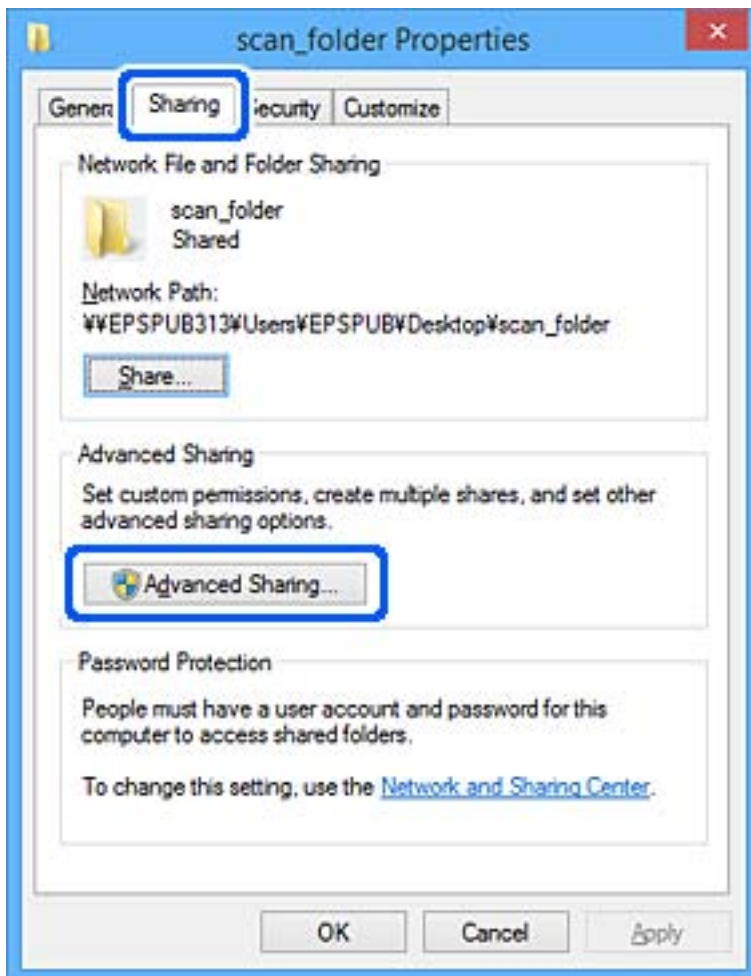 scan_folder Properties
Sharing
Customize
Network File and Folder Sharing
scan_folder
Shared
Network Path:
¥¥EPSPUB313¥Users¥EPSPUB¥Desktop¥scan_folder
Share...
Advanced Sharing
Set custom permissions, create multiple shares, and set other
advanced sharing options.
Advanced Sharing...
Password Protection
People must have a user account and password for this
computer to access shared folders.
To change this setting, use the Network and Sharing Center.
OK
Cancel
Apply